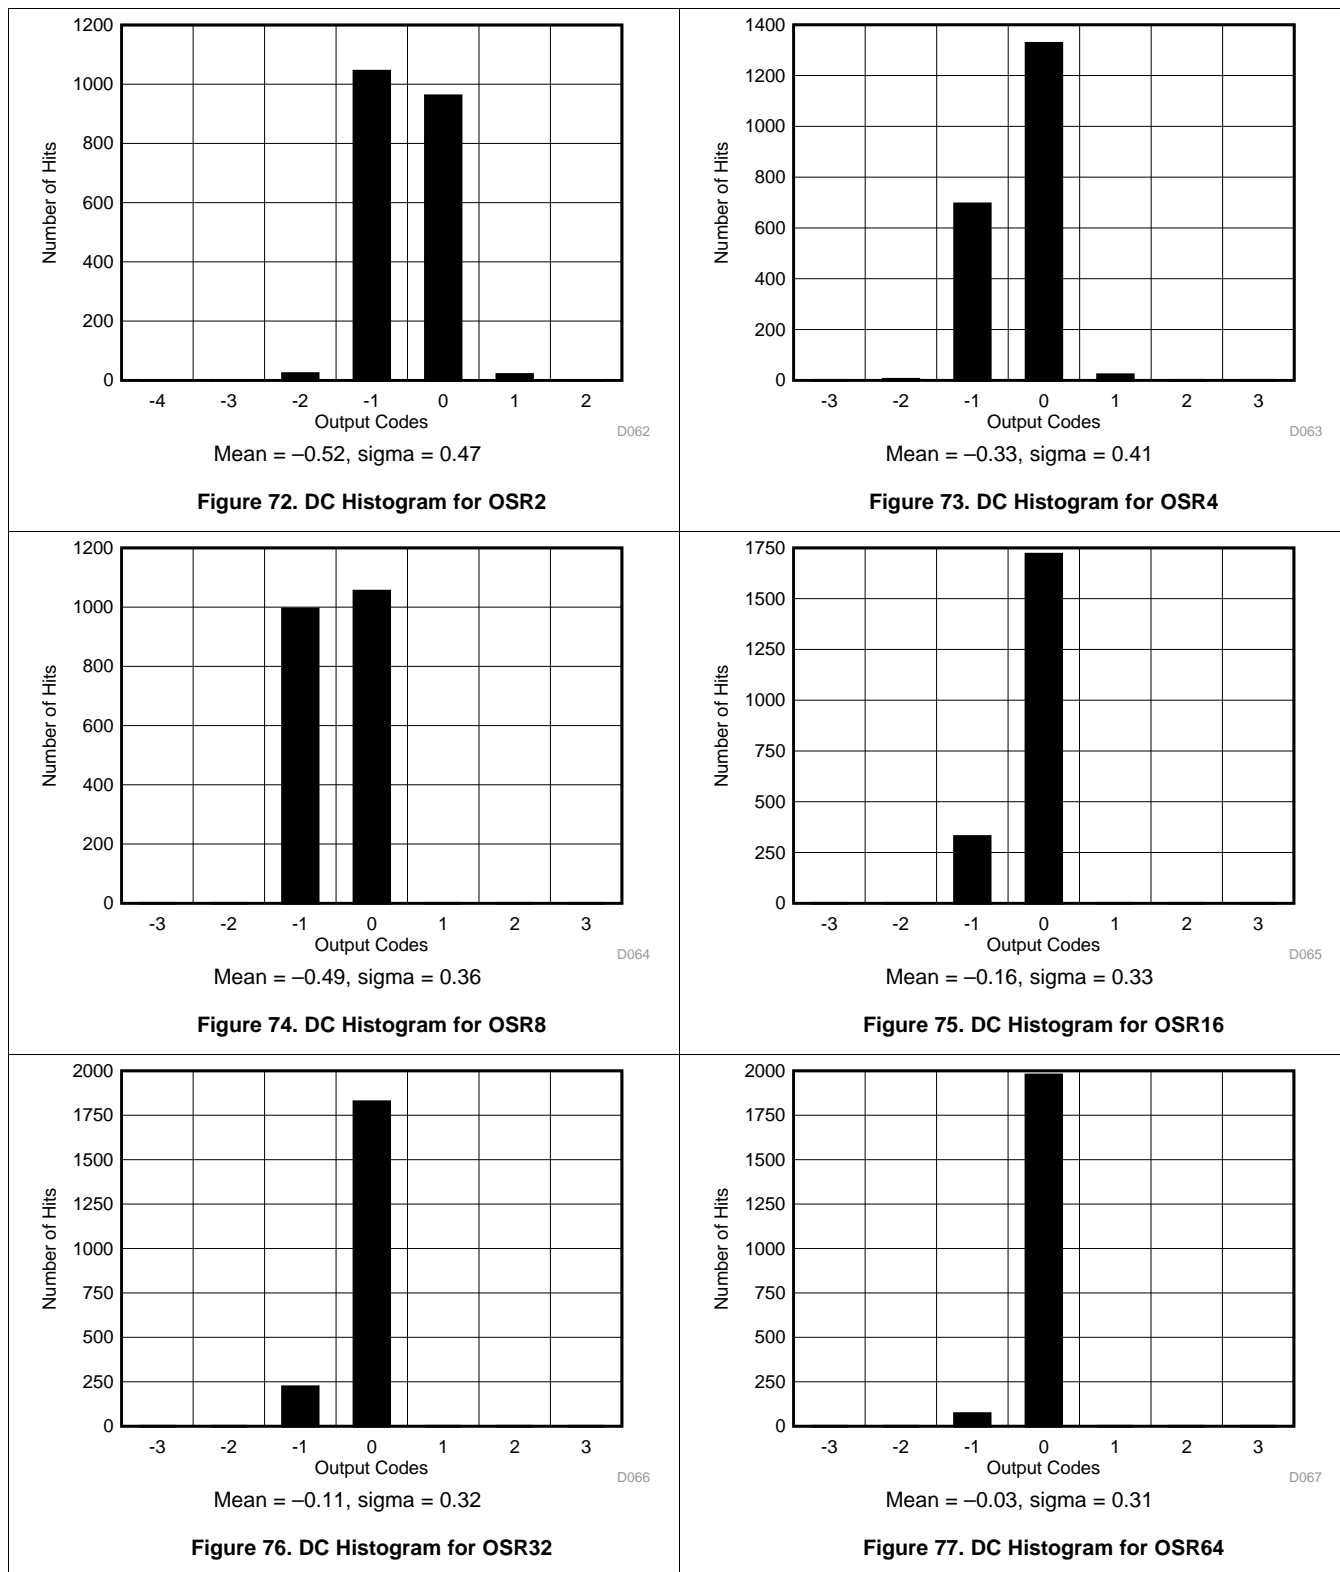 1200
1000
800
600
400
200
0
Number of Hits
-4 -3 -2 -1 0 1 2
Output Codes
D062
Mean = –0.52, sigma = 0.47
Figure 72. DC Histogram for OSR2
1400
1200
1000
800
600
400
200
0
Number of Hits
-3 -2 -1 0 1 2 3
Output Codes
D063
Mean = –0.33, sigma = 0.41
Figure 73. DC Histogram for OSR4
1200
1000
800
600
400
200
0
Number of Hits
-3 -2 -1 0 1 2 3
Output Codes
D064
Mean = –0.49, sigma = 0.36
Figure 74. DC Histogram for OSR8
1750
1500
1250
1000
750
500
250
0
Number of Hits
-3 -2 -1 0 1 2 3
Output Codes
D065
Mean = –0.16, sigma = 0.33
Figure 75. DC Histogram for OSR16
2000
1750
1500
1250
1000
750
500
250
0
Number of Hits
-3 -2 -1 0 1 2 3
Output Codes
D066
Mean = –0.11, sigma = 0.32
Figure 76. DC Histogram for OSR32
2000
1750
1500
1250
1000
750
500
250
0
Number of Hits
-3 -2 -1 0 1 2 3
Output Codes
D067
Mean = –0.03, sigma = 0.31
Figure 77. DC Histogram for OSR64